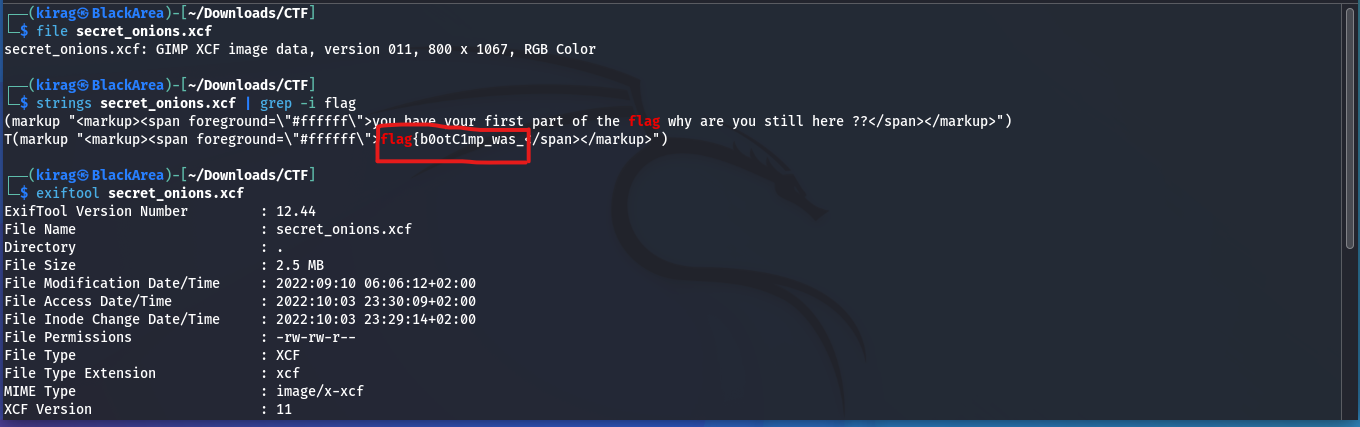 ┌──(kirag㉿BlackArea)-[~/Downloads/CTF]
└─$ file secret_onions.xcf
secret_onions.xcf: GIMP XCF image data, version 011, 800 x 1067, RGB Color
┌──(kirag㉿BlackArea)-[~/Downloads/CTF]
└─$ strings secret_onions.xcf | grep -i flag
(markup "<markup><span foreground=\"#ffffff\">you have your first part of the flag why are you still here ??</span></markup>")
T(markup "<markup><span foreground=\"#ffffff\">flag{b0otC1mp_was_</span></markup>")
┌──(kirag㉿BlackArea)-[~/Downloads/CTF]
└─$ exiftool secret_onions.xcf
ExifTool Version Number : 12.44
File Name : secret_onions.xcf
Directory : .
File Size : 2.5 MB
File Modification Date/Time : 2022:09:10 06:06:12+02:00
File Access Date/Time : 2022:10:03 23:30:09+02:00
File Inode Change Date/Time : 2022:10:03 23:29:14+02:00
File Permissions : -rw-rw-r--
File Type : XCF
File Type Extension : xcf
MIME Type : image/x-xcf
XCF Version : 11